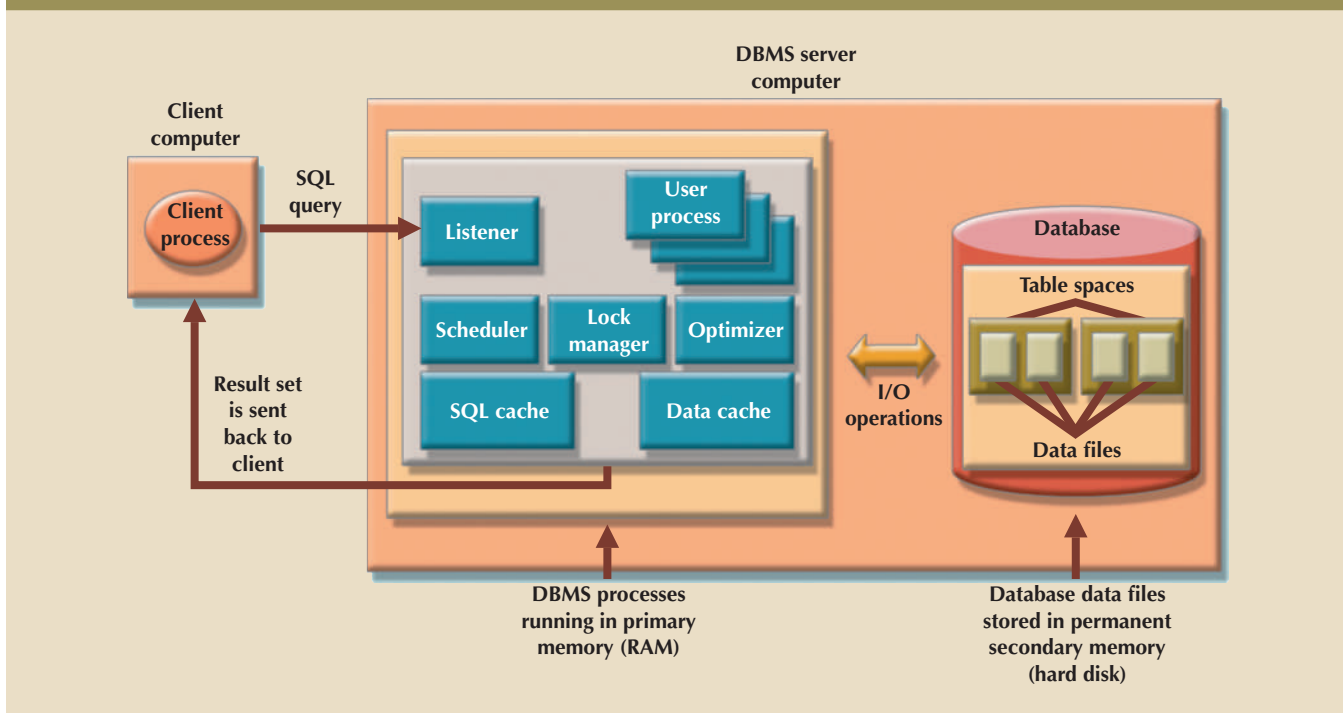 DBMS server
computer
Client
computer
SQL
query
Client
process
Listener
User
process
Scheduler
Lock
manager
Optimizer
SQL cache
Data cache
Result set
is sent
back to
client
I/O
operations
Database
Table spaces
Data files
DBMS processes
running in primary
memory (RAM)
Database data files
stored in permanent
secondary memory
(hard disk)